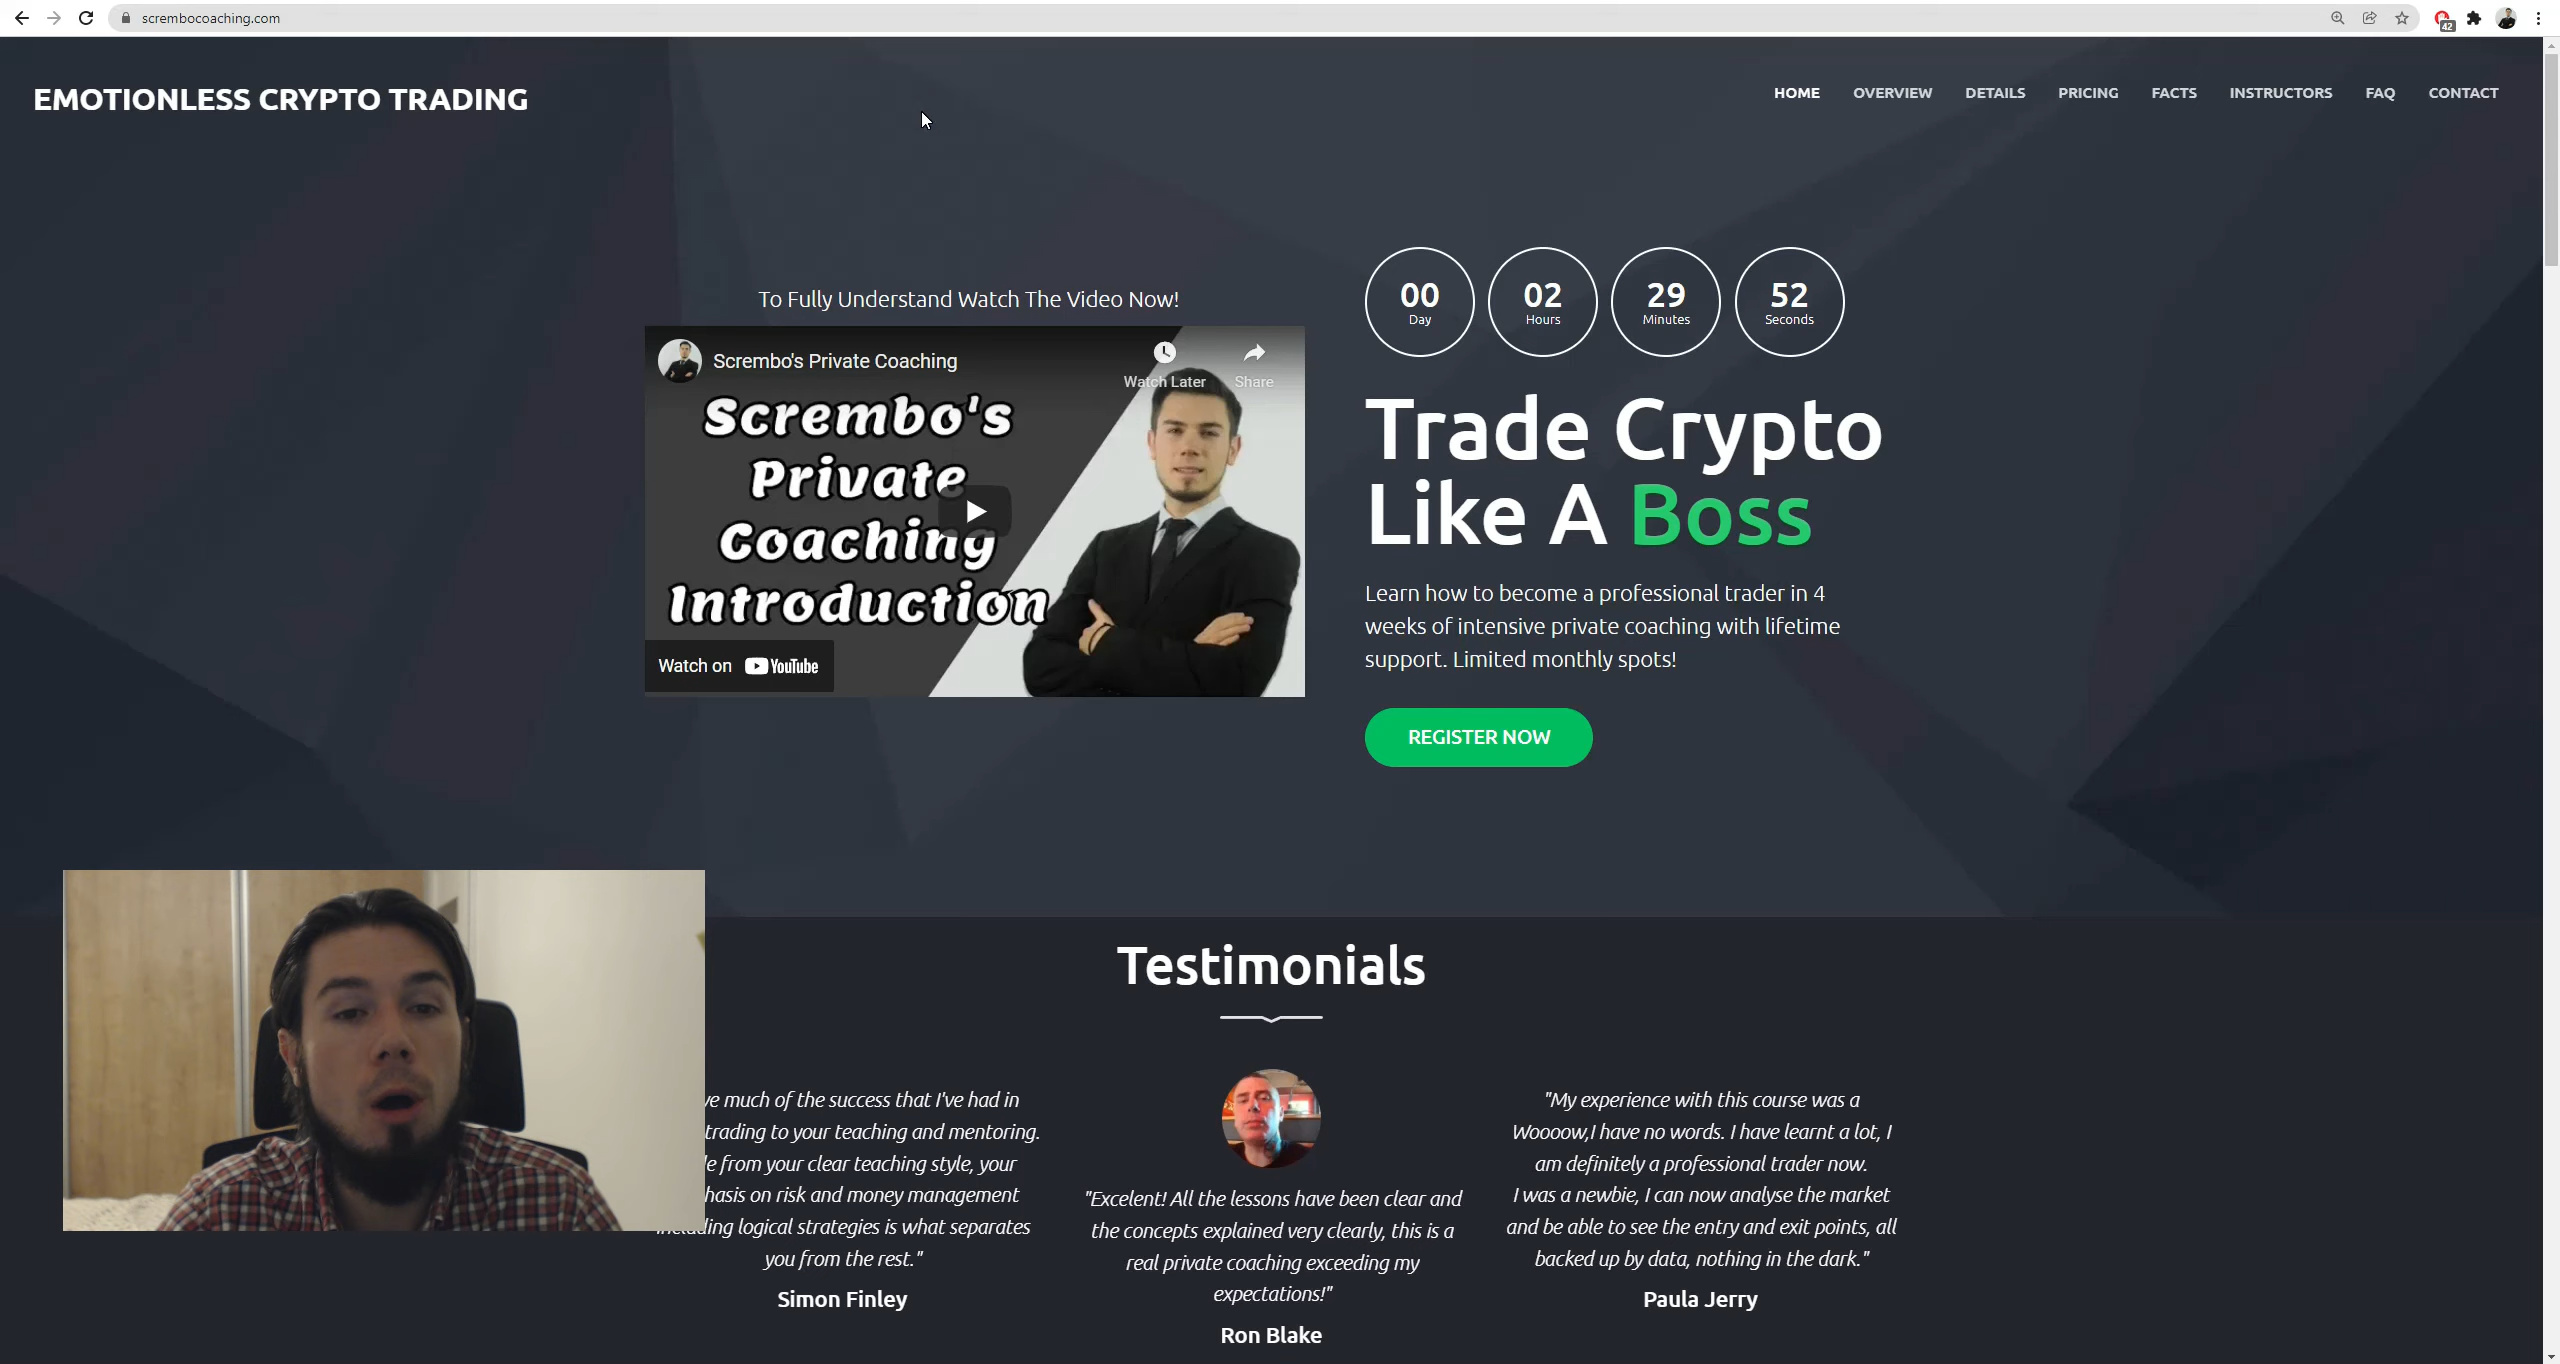 scrembocoaching.com
42
EMOTIONLESS CRYPTO TRADING
HOME OVERVIEW DETAILS PRICING FACTS INSTRUCTORS FAQ CONTACT
To Fully Understand Watch The Video Now!
Scrembo's Private Coaching
Watch Later Share
Scrembo's
Private
Coaching
Introduction
Watch on YouTube
00 02 29 52
Day Hours Minutes Seconds
Trade Crypto
Like A Boss
Learn how to become a professional trader in 4
weeks of intensive private coaching with lifetime
support. Limited monthly spots!
REGISTER NOW
Testimonials
much of the success that I've had in
trading to your teaching and mentoring.
from your clear teaching style, your
on risk and money management
logical strategies is what separates
you from the rest."
Simon Finley
"Excelent! All the lessons have been clear and
the concepts explained very clearly, this is a
real private coaching exceeding my
expectations!"
Ron Blake
"My experience with this course was a
Woooow,I have no words. I have learnt a lot, I
am definitely a professional trader now.
I was a newbie, I can now analyse the market
and be able to see the entry and exit points, all
backed up by data, nothing in the dark."
Paula Jerry